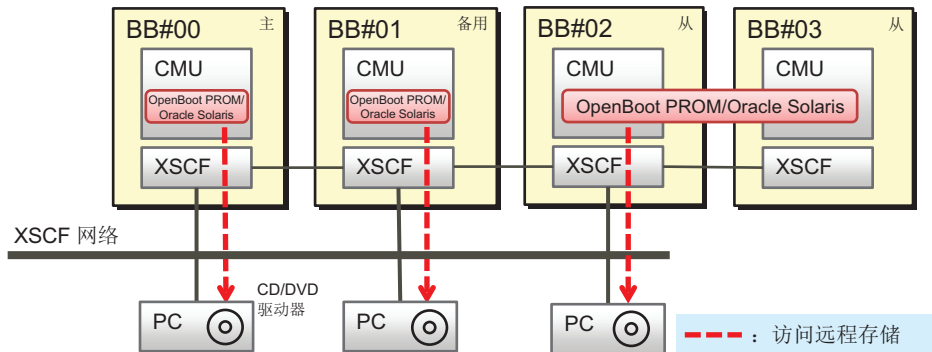 BB#00 主
BB#01 备用
BB#02 从
BB#03 从
CMU
CMU
CMU
CMU
OpenBoot PROM/
Oracle Solaris
OpenBoot PROM/
Oracle Solaris
OpenBoot PROM/Oracle Solaris
XSCF
XSCF
XSCF
XSCF
XSCF 网络
CD/DVD
驱动器
PC
PC
PC
：访问远程存储